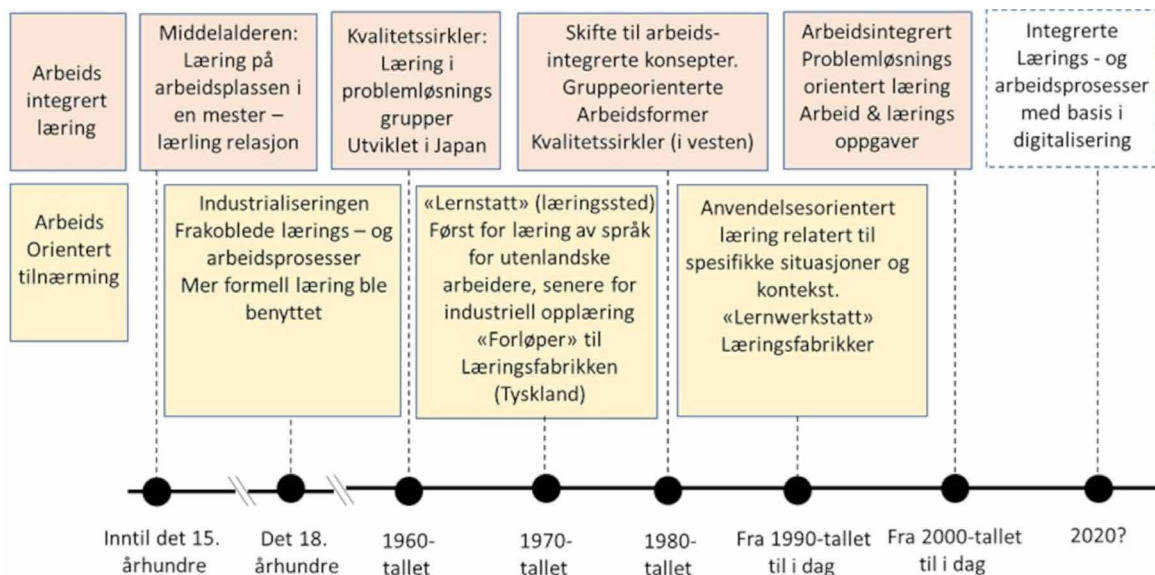 Arbeids
integrert
læring
Middelalderen:
Læring på
arbeidsplassen i
en mester –
lærling relasjon
Kvalitetssirkler:
Læring i
problemløsnings
grupper
Utviklet i Japan
Skifte til arbeids-
integrerte konsepter.
Gruppeorienterte
Arbeidsformer
Kvalitetssirkler (i vesten)
Arbeidsintegrert
Problemløsnings
orientert læring
Arbeid & lærings
oppgaver
Integrerte
Lærings - og
arbeidsprosesser
med basis i
digitalisering
Arbeids
Orientert
tilnærming
Industrialiseringen
Frakoblede lærings – og
arbeidsprosesser
Mer formell læring ble
benyttet
«Lernstatt» (læringssted)
Først for læring av språk
for utenlandske
arbeidere, senere for
industriell opplæring
«Forløper» til
Læringsfabrikken
(Tyskland)
Anvendelsesorientert
læring relatert til
spesifikke situasjoner og
kontekst.
«Lernwerkstatt»
Læringsfabrikker
Inntil det 15.
århundre
Det 18.
århundre
1960-
tallet
1970-
tallet
1980-
tallet
Fra 1990-tallet
til i dag
Fra 2000-tallet
til i dag
2020?